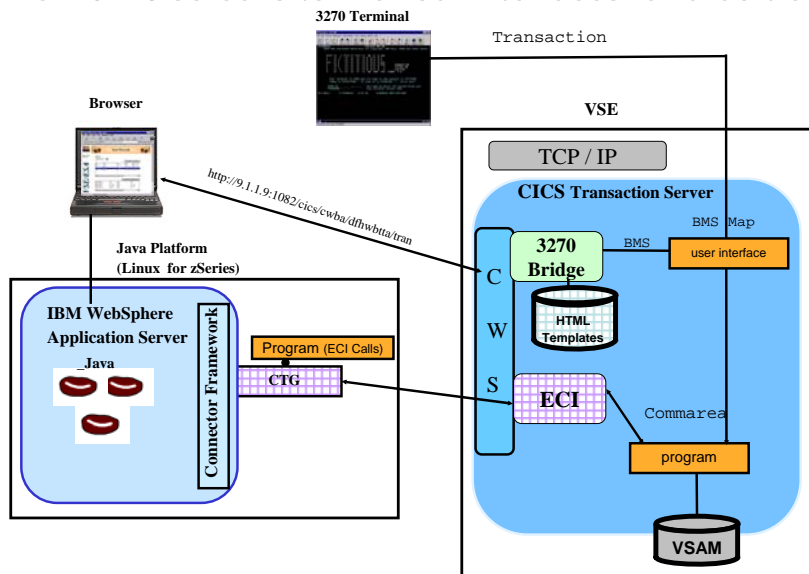 3270 Terminal
FICTITIOUS
Transaction
Browser
VSE
TCP / IP
http://9.1.1.9:1082/cics/cwba/dfhwbtta/tran
CICS Transaction Server
BMS Map
3270
Bridge
BMS
user interface
Java Platform
(Linux for zSeries)
C
W
S
HTML
Templates
IBM WebSphere
Application Server
_Java
Connector Framework
Program (ECI Calls)
CTG
ECI
Commarea
program
VSAM